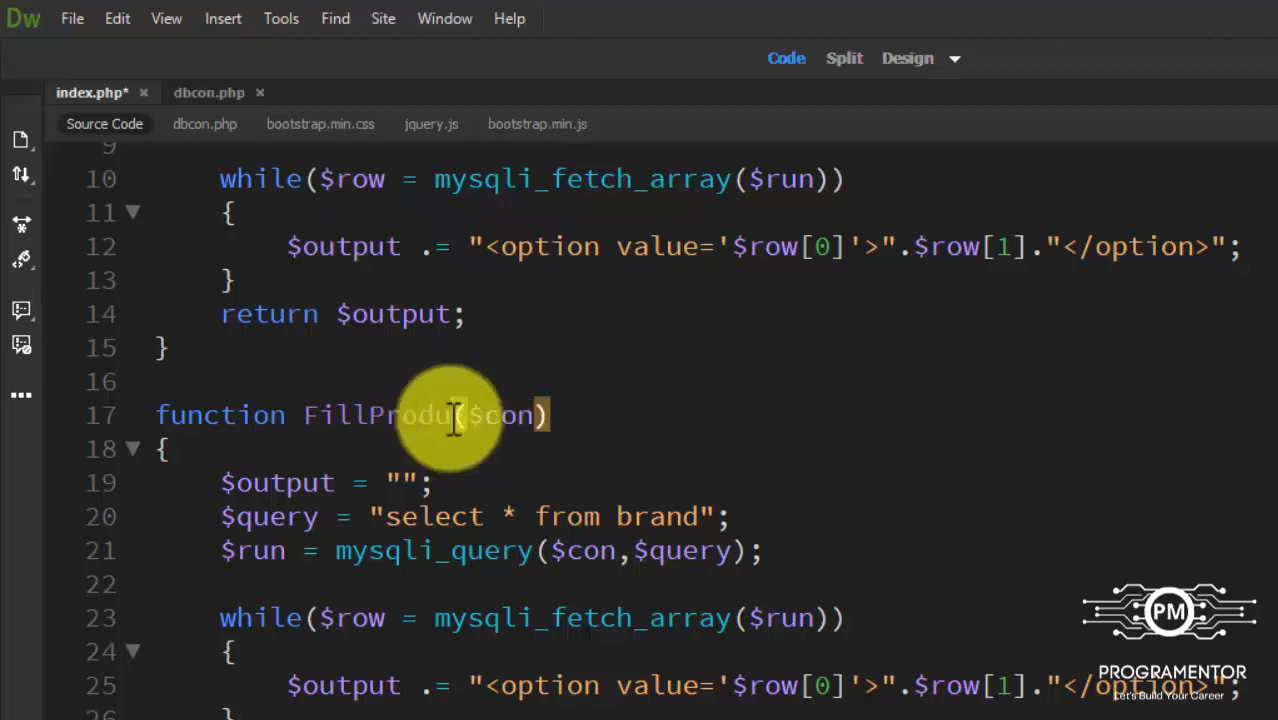 Dw File Edit View Insert Tools Find Site Window Help
Code Split Design
index.php* × dbcon.php ×
Source Code dbcon.php bootstrap.min.css jquery.js bootstrap.min.js
9
10 while($row = mysqli_fetch_array($run))
11 {
12 $output .= "<option value='$row[0]'>".$row[1]."</option>";
13 }
14 return $output;
15 }
16
17 function FillProdu($con)
18 {
19 $output = "";
20 $query = "select * from brand";
21 $run = mysqli_query($con,$query);
22
23 while($row = mysqli_fetch_array($run))
24 {
25 $output .= "<option value='$row[0]'>".$row[1]."</option>";
26 }
PM
PROGRAMENTOR
Let's Build Your Career